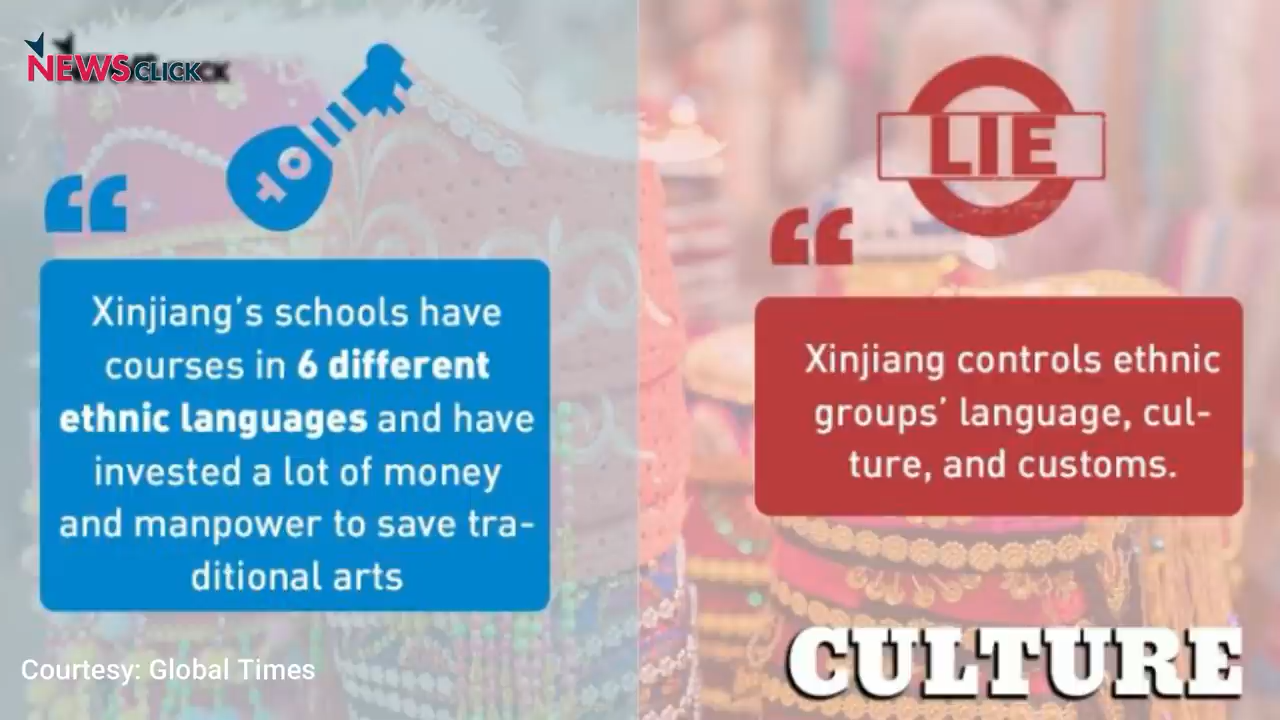 NEWSCLICK
“
Xinjiang’s schools have
courses in 6 different
ethnic languages and have
invested a lot of money
and manpower to save tra-
ditional arts
Courtesy: Global Times
LIE
“
Xinjiang controls ethnic
groups’ language, cul-
ture, and customs.
CULTURE